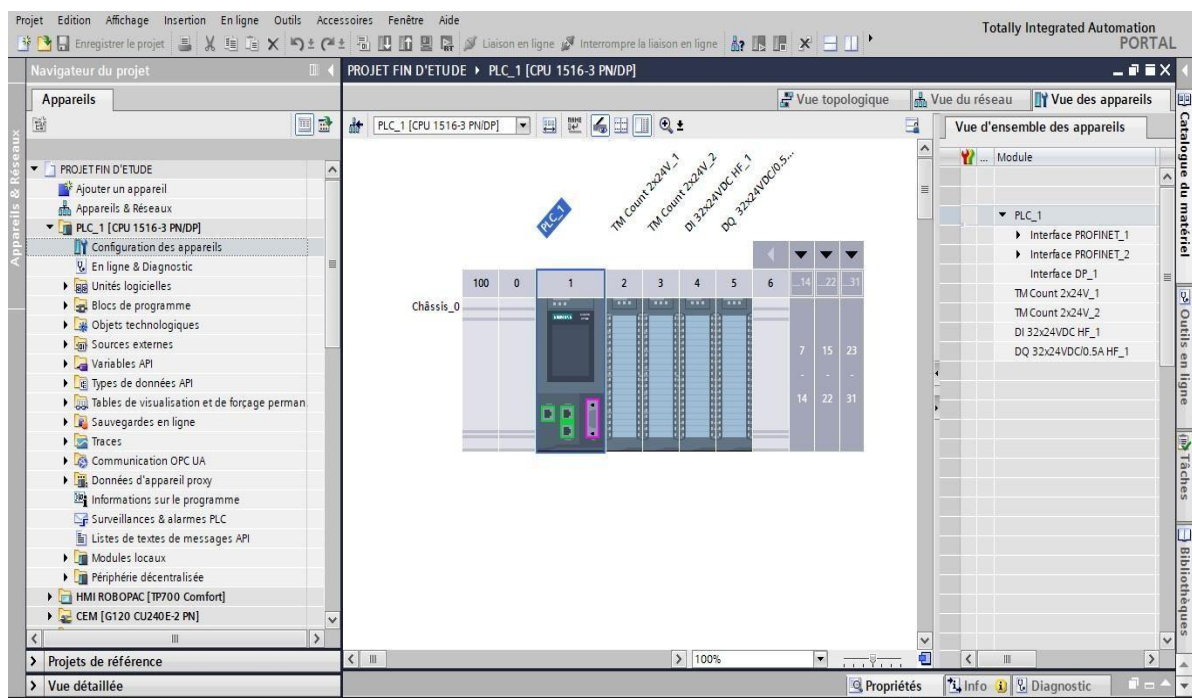 Projet Edition Affichage Insertion En ligne Outils Accessoires Fenêtre Aide
Totally Integrated Automation
PORTAL
Enregistrer le projet Liaison en ligne Interrompre la liaison en ligne
Navigateur du projet
PROJET FIN D'ETUDE PLC_1 [CPU 1516-3 PN/DP]
Appareils
Vue topologique Vue du réseau Vue des appareils
PLC_1 [CPU 1516-3 PN/DP]
Vue d'ensemble des appareils
Appareils & Réseaux
PROJET FIN D'ETUDE
Ajouter un appareil
Appareils & Réseaux
PLC_1 [CPU 1516-3 PN/DP]
Configuration des appareils
En ligne & Diagnostic
Unités logicielles
Blocs de programme
Objets technologiques
Sources externes
Variables API
Types de données API
Tables de visualisation et de forçage perman
Sauvegardes en ligne
Traces
Communication OPC UA
Données d'appareil proxy
Informations sur le programme
Surveillances & alarmes PLC
Listes de textes de messages API
Modules locaux
Périphérie décentralisée
HMI ROBOPAC [TP700 Comfort]
CEM [G120 CU240E-2 PN]
Projets de référence
Vue détaillée
PLC_1
TM Count 2x24V_1
TM Count 2x24V_2
DI 32x24VDC HF_1
DQ 32x24VDC/0.5...
100 0 1 2 3 4 5 6 ...14 ...22 ...31
Châssis_0
SIEMENS
7 15 23
- - -
14 22 31
100%
... Module
PLC_1
Interface PROFINET_1
Interface PROFINET_2
Interface DP_1
TM Count 2x24V_1
TM Count 2x24V_2
DI 32x24VDC HF_1
DQ 32x24VDC/0.5A HF_1
Catalogue du matériel
Outils en ligne
Tâches
Bibliothèques
Propriétés Info Diagnostic